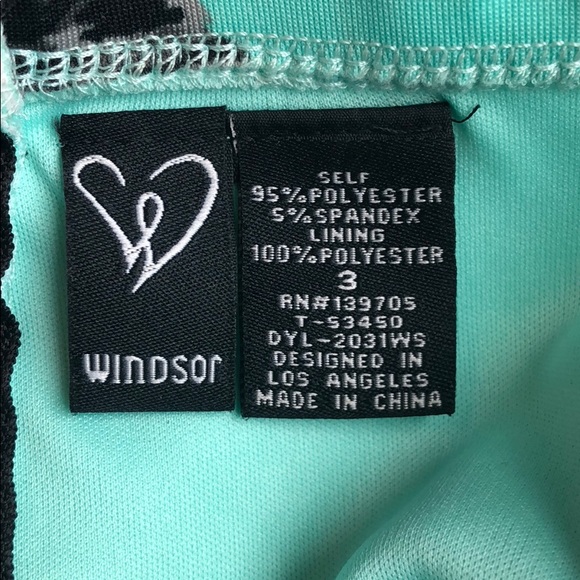 WINDSOR
SELF
95%POLYESTER
5%SPANDEX
LINING
100%POLYESTER
3
RN#139705
T-53450
DYL-2031WS
DESIGNED IN
LOS ANGELES
MADE IN CHINA